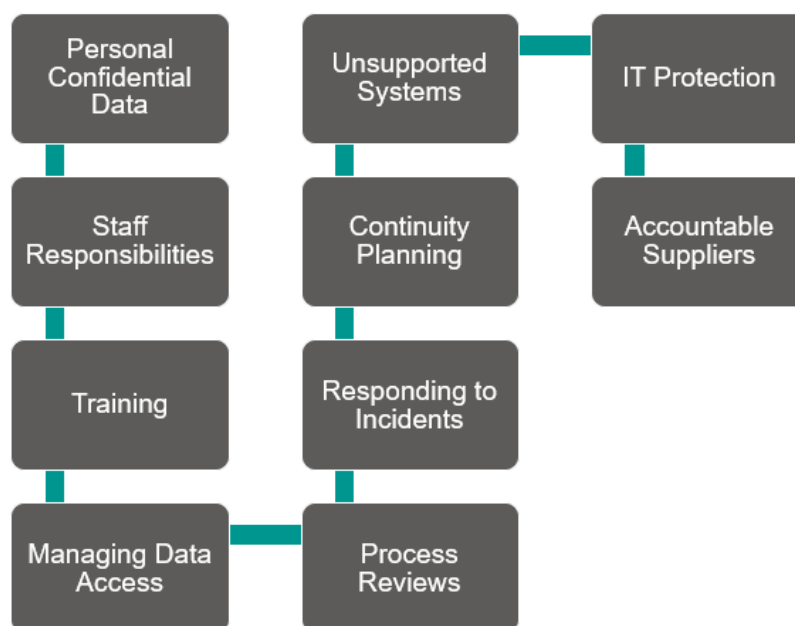 Personal
Confidential
Data
Staff
Responsibilities
Training
Managing Data
Access
Process
Reviews
Responding to
Incidents
Continuity
Planning
Unsupported
Systems
IT Protection
Accountable
Suppliers